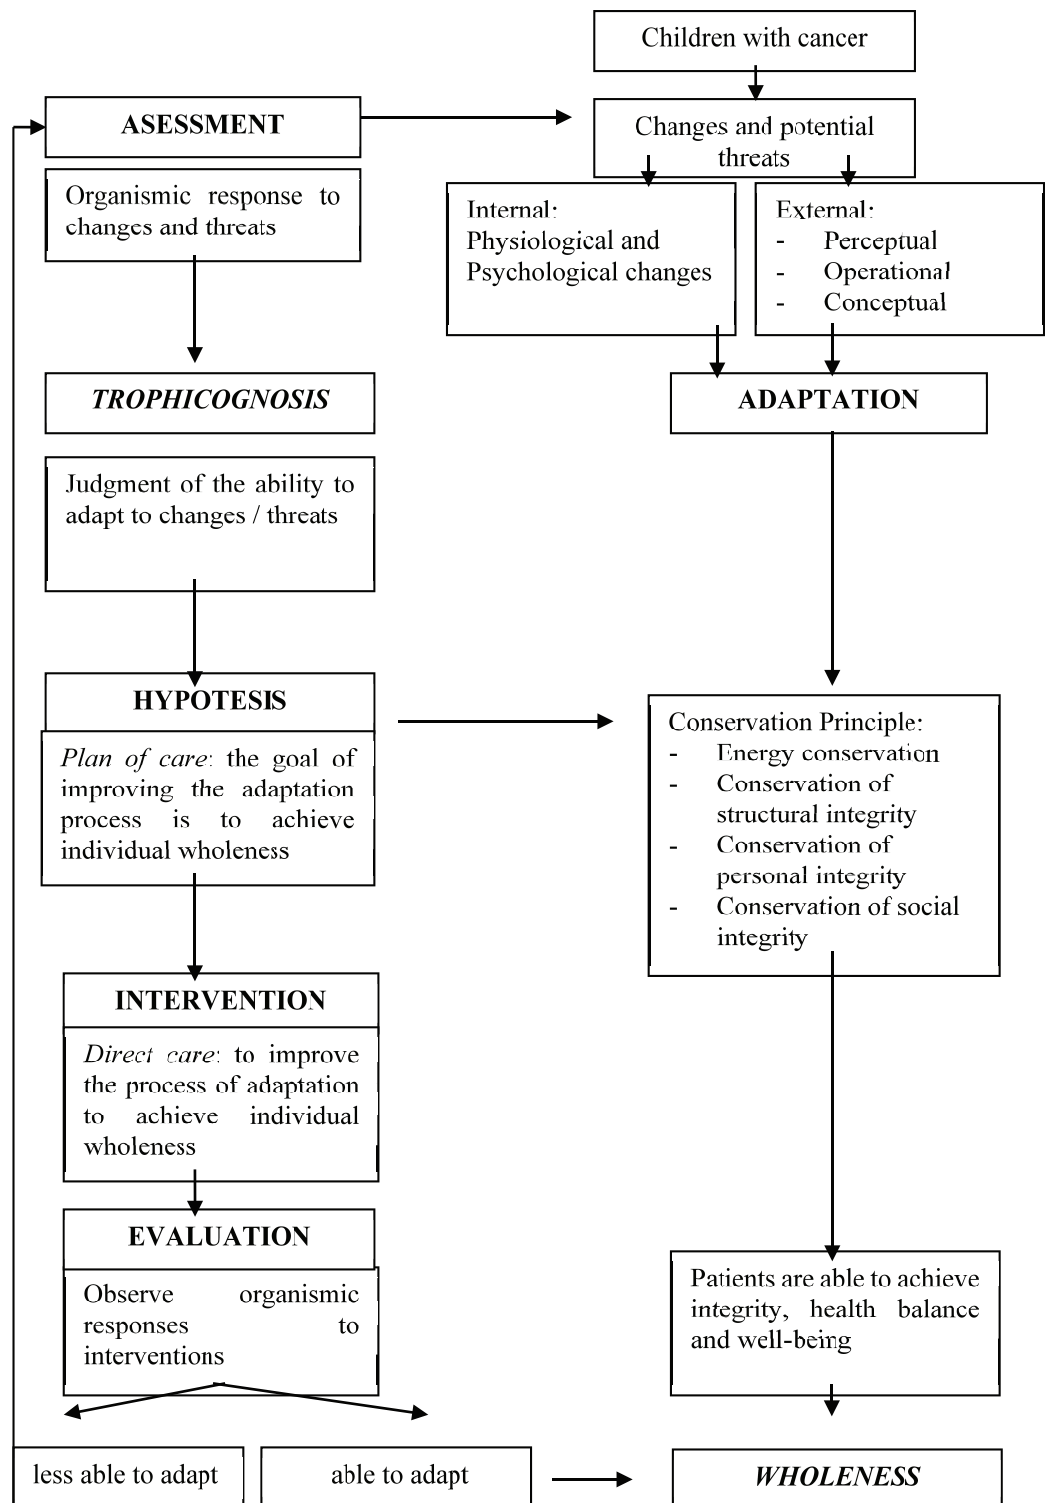 Children with cancer
ASESSMENT
Changes and potential
threats
Organismic response to
changes and threats
Internal:
Physiological and
Psychological changes
External:
- Perceptual
- Operational
- Conceptual
TROPHICOGNOSIS
ADAPTATION
Judgment of the ability to
adapt to changes / threats
HYPOTESIS
Plan of care: the goal of
improving the adaptation
process is to achieve
individual wholeness
Conservation Principle:
- Energy conservation
- Conservation of
structural integrity
- Conservation of
personal integrity
- Conservation of social
integrity
INTERVENTION
Direct care: to improve
the process of adaptation
to achieve individual
wholeness
EVALUATION
Observe organismic
responses to
interventions
Patients are able to achieve
integrity, health balance
and well-being
less able to adapt
able to adapt
WHOLENESS